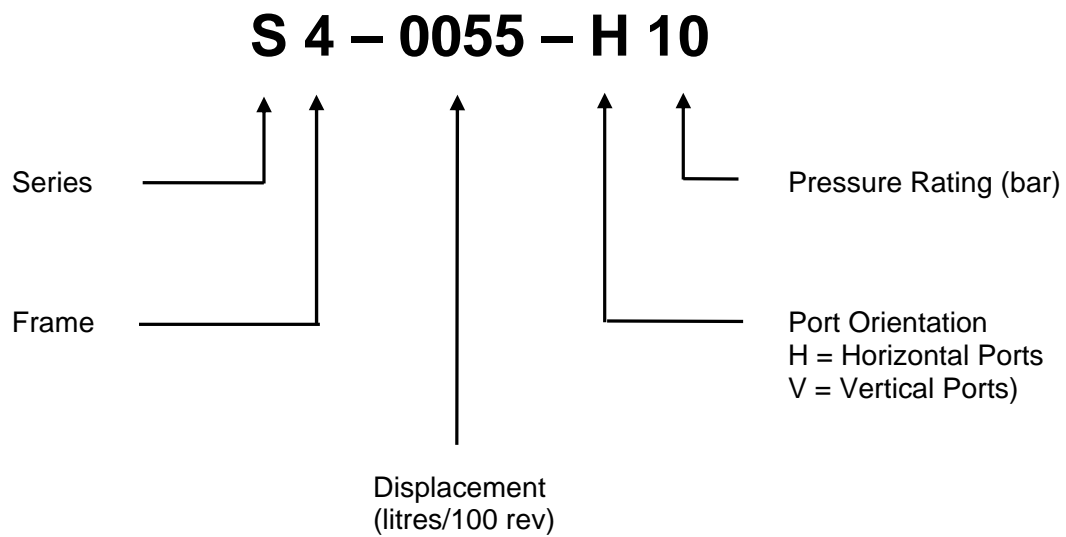 S 4 – 0055 – H 10
Series
Pressure Rating (bar)
Frame
Port Orientation
H = Horizontal Ports
V = Vertical Ports)
Displacement
(litres/100 rev)